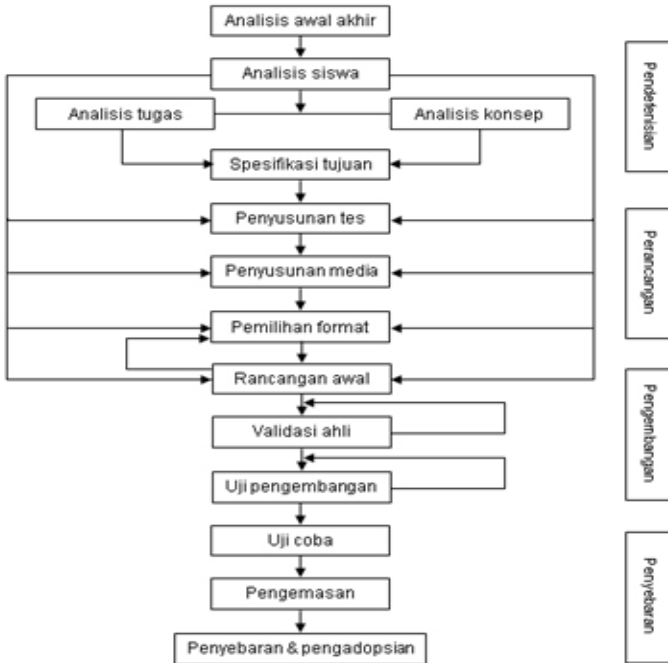 Analisis awal akhir
Analisis siswa
Analisis tugas
Analisis konsep
Spesifikasi tujuan
Penyusunan tes
Penyusunan media
Pemilihan format
Rancangan awal
Validasi ahli
Uji pengembangan
Uji coba
Pengemasan
Penyebaran & pengadopsian
Pendefenisian
Perancangan
Pengembangan
Penyebaran